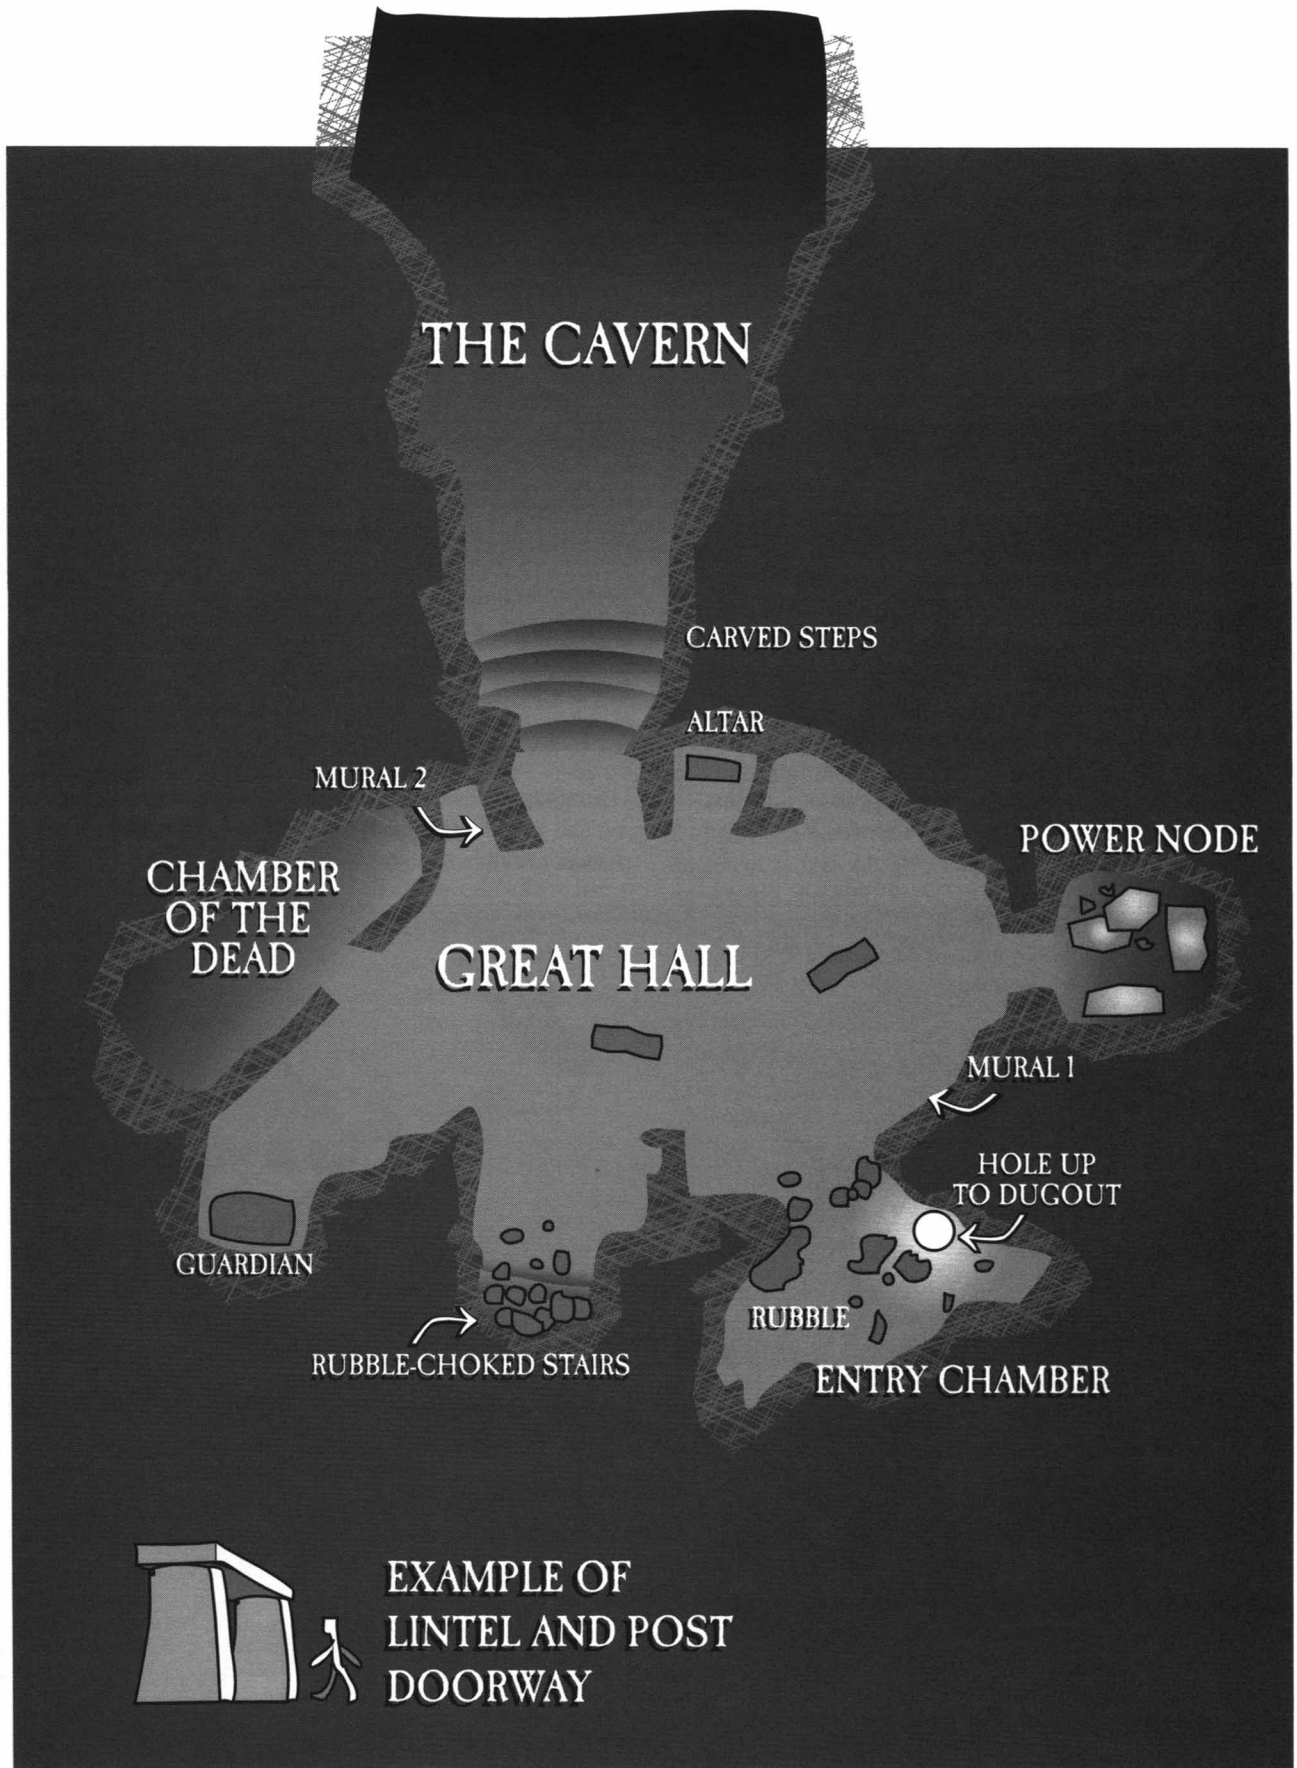 THE CAVERN
CARVED STEPS
ALTAR
MURAL 2
POWER NODE
CHAMBER
OF THE
DEAD
GREAT HALL
MURAL 1
HOLE UP
TO DUGOUT
GUARDIAN
RUBBLE
RUBBLE-CHOKED STAIRS
ENTRY CHAMBER
EXAMPLE OF
LINTEL AND POST
DOORWAY